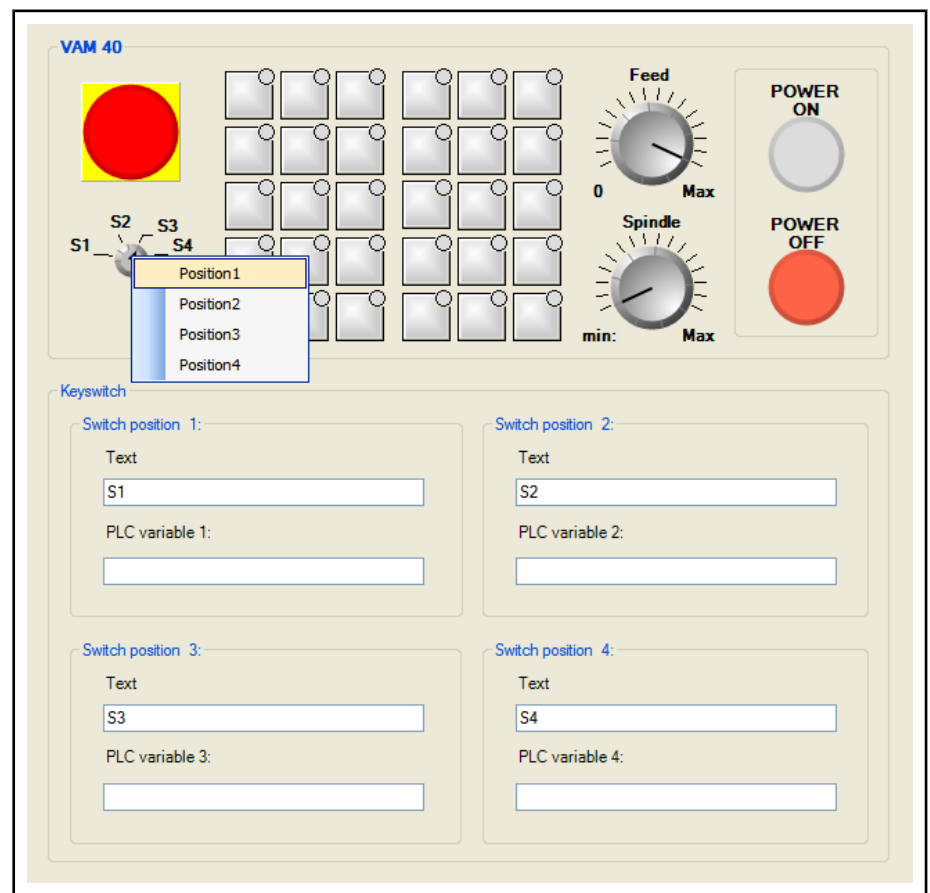 VAM 40
Feed
0
Max
POWER
ON
S1
S2
S3
S4
Spindle
min:
Max
POWER
OFF
Position1
Position2
Position3
Position4
Keyswitch
Switch position 1:
Text
S1
PLC variable 1:
Switch position 2:
Text
S2
PLC variable 2:
Switch position 3:
Text
S3
PLC variable 3:
Switch position 4:
Text
S4
PLC variable 4: